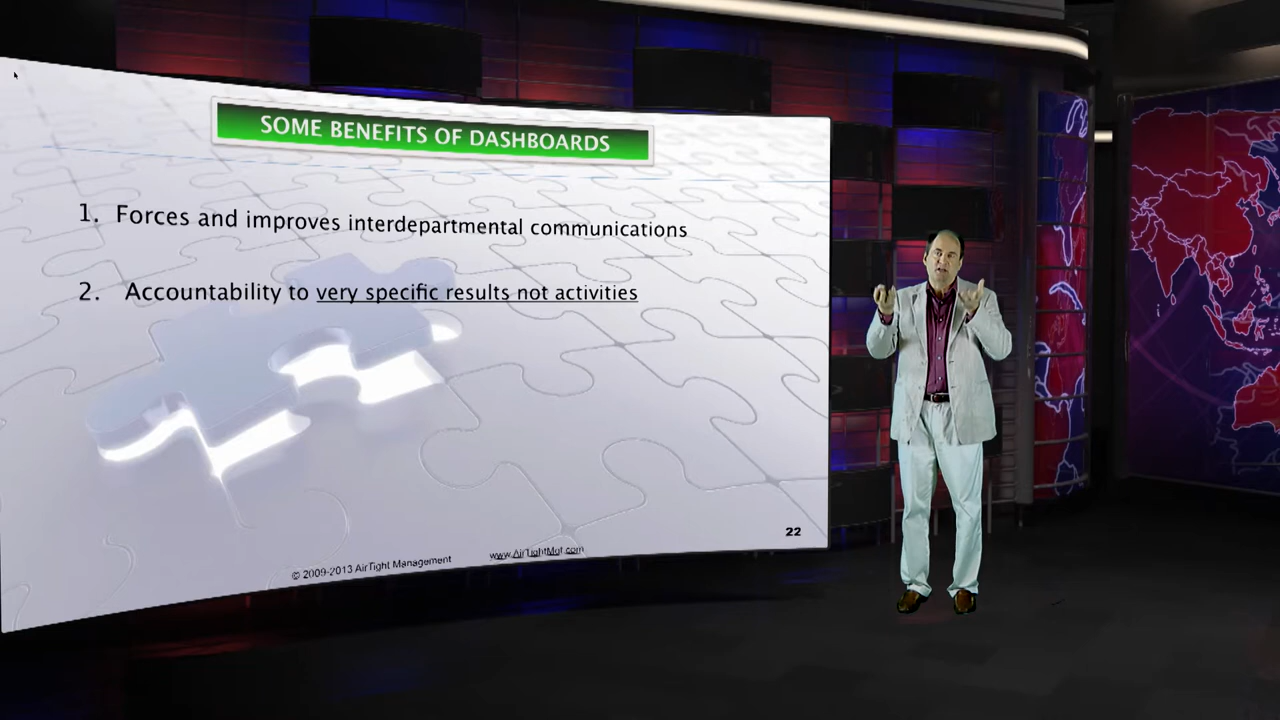 SOME BENEFITS OF DASHBOARDS
1. Forces and improves interdepartmental communications
2. Accountability to very specific results not activities
22
© 2009-2013 AirTight Management www.AirTightMgt.com